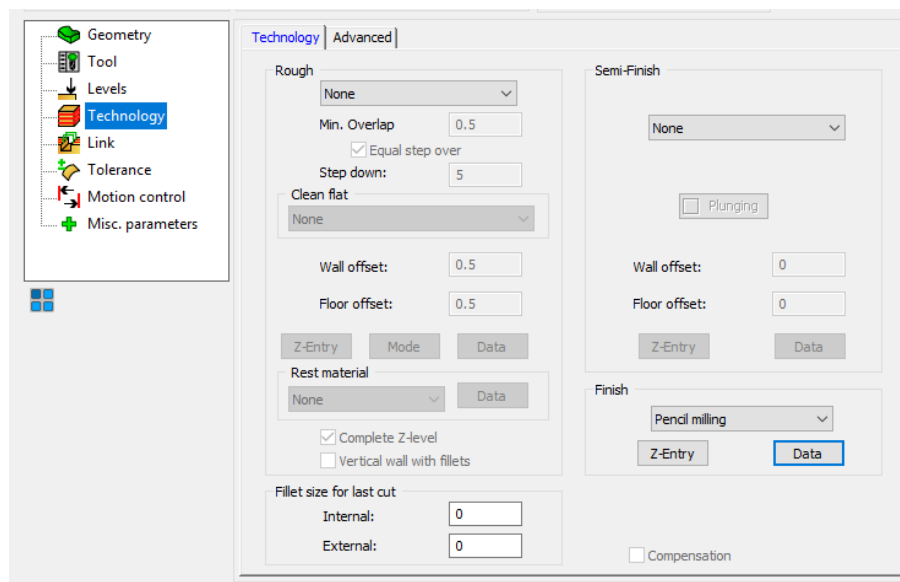 Geometry
Tool
Levels
Technology
Link
Tolerance
Motion control
Misc. parameters
Technology Advanced
Rough
None
Min. Overlap 0.5
Equal step over
Step down: 5
Clean flat
None
Wall offset: 0.5
Floor offset: 0.5
Z-Entry Mode Data
Rest material
None Data
Complete Z-level
Vertical wall with fillets
Fillet size for last cut
Internal: 0
External: 0
Semi-Finish
None
Plunging
Wall offset: 0
Floor offset: 0
Z-Entry Data
Finish
Pencil milling
Z-Entry Data
Compensation